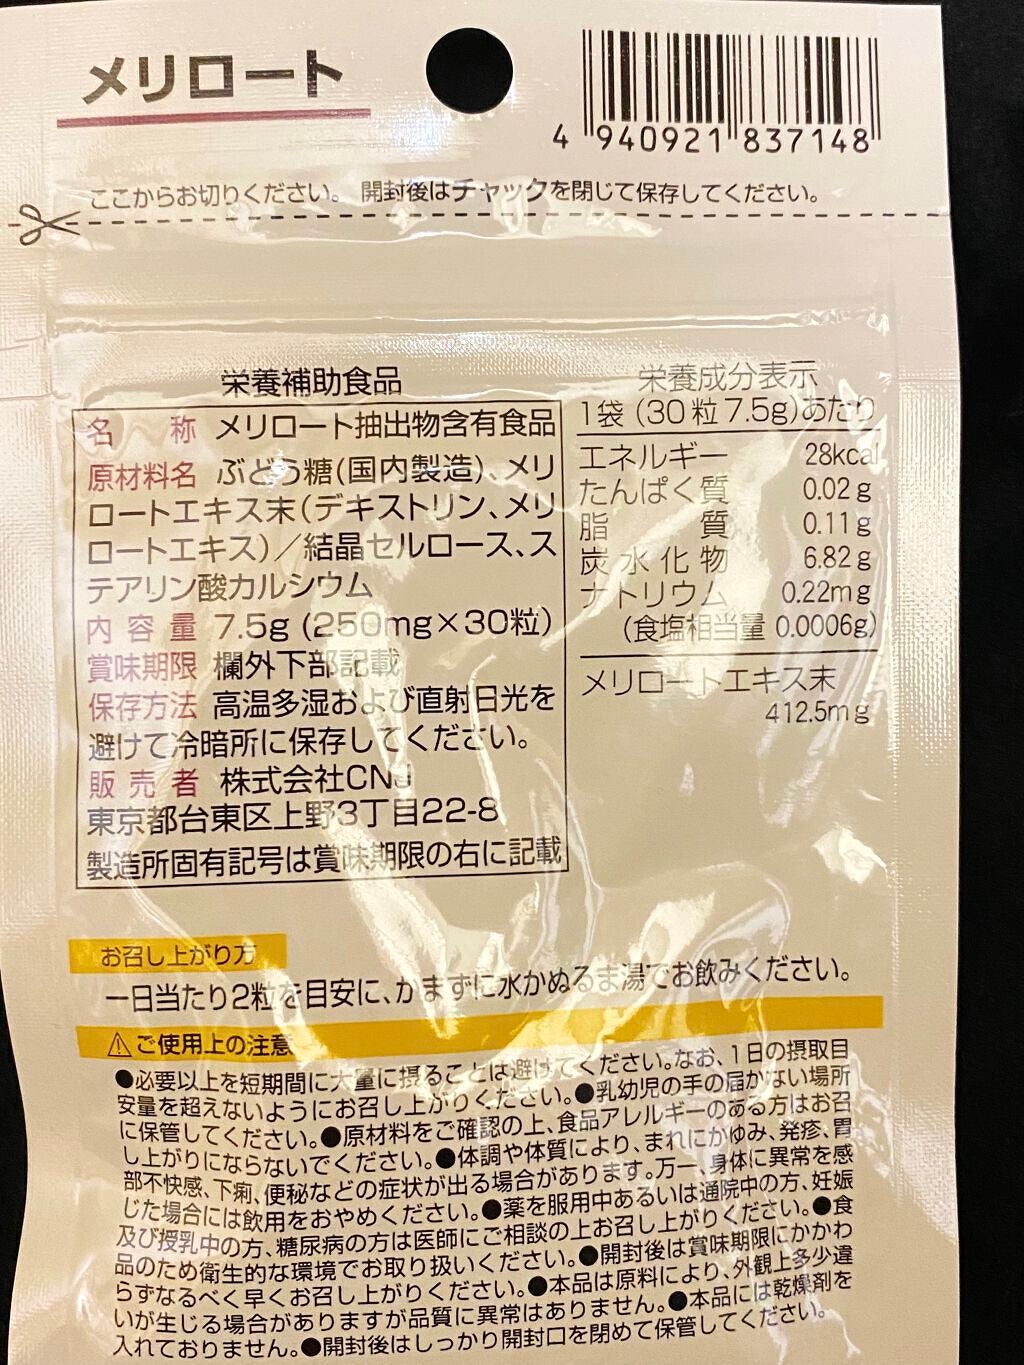 メリロート
4 940921 837148
ここからお切りください。 開封後はチャックを閉じて保存してください。
栄養補助食品
名称 メリロート抽出物含有食品
原材料名 ぶどう糖(国内製造)、メリ
ロートエキス末(デキストリン、メリ
ロートエキス)/結晶セルロース、ス
テアリン酸カルシウム
内容量 7.5g (250mg×30粒)
賞味期限 欄外下部記載
保存方法 高温多湿および直射日光を
避けて冷暗所に保存してください。
販売者 株式会社CNJ
東京都台東区上野3丁目22-8
製造所固有記号は賞味期限の右に記載
栄養成分表示
1袋(30粒7.5g)あたり
エネルギー 28kcal
たんぱく質 0.02g
脂質 0.11g
炭水化物 6.82g
ナトリウム 0.22mg
(食塩相当量 0.0006g)
メリロートエキス末
412.5mg
お召し上がり方
一日当たり2粒を目安に、かまずに水かぬるま湯でお飲みください。
⚠ご使用上の注意
●必要以上を短期間に大量に摂ることは避けてください。なお、1日の摂取目
安量を超えないようにお召し上がりください。●乳幼児の手の届かない場所
に保管してください。●原材料をご確認の上、食品アレルギーのある方はお召
し上がりにならないでください。●体調や体質により、まれにかゆみ、発疹、胃
部不快感、下痢、便秘などの症状が出る場合があります。万一、身体に異常を感
じた場合には飲用をおやめください。●薬を服用中あるいは通院中の方、妊娠
及び授乳中の方、糖尿病の方は医師にご相談の上お召し上がりください。●食
品のため衛生的な環境でお取り扱いください。●開封後は賞味期限にかかわ
らずなるべく早くお召し上がりください。●本品は原料により、外観上多少違
いが生じる場合がありますが品質に異常はありません。●本品には乾燥剤を
入れておりません。●開封後はしっかり開封口を閉めて保管してください。